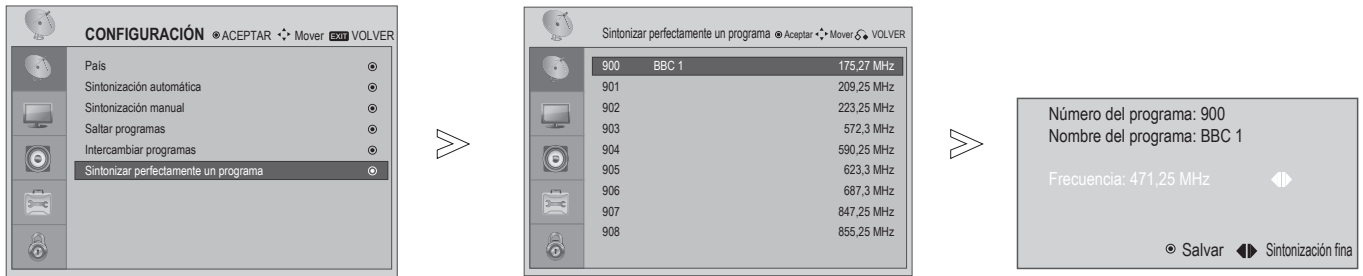 CONFIGURACIÓN ◉ ACEPTAR Mover EXIT VOLVER
País
Sintonización automática
Sintonización manual
Saltar programas
Intercambiar programas
Sintonizar perfectamente un programa
>
Sintonizar perfectamente un programa ◉ Aceptar Mover VOLVER
900 BBC 1 175,27 MHz
901 209,25 MHz
902 223,25 MHz
903 572,3 MHz
904 590,25 MHz
905 623,3 MHz
906 687,3 MHz
907 847,25 MHz
908 855,25 MHz
>
Número del programa: 900
Nombre del programa: BBC 1
Frecuencia: 471,25 MHz
◉ Salvar Sintonización fina